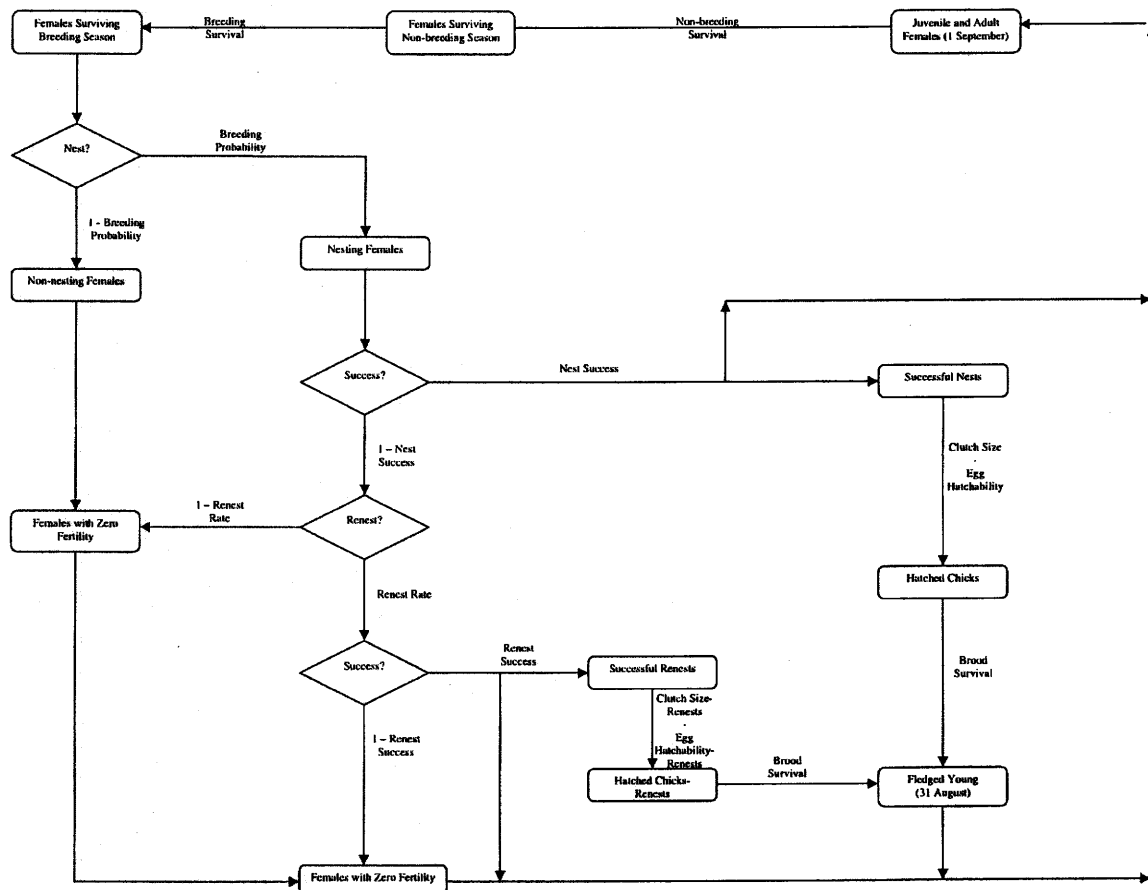 Females Surviving
Breeding Season
Breeding
Survival
Females Surviving
Non-breeding Season
Non-breeding
Survival
Juvenile and Adult
Females (1 September)
Nest?
Breeding
Probability
1 - Breeding
Probability
Nesting Females
Non-nesting Females
Success?
Nest Success
Successful Nests
1 – Nest
Success
Clutch Size
·
Egg
Hatchability
1 – Renest
Rate
Females with Zero
Fertility
Renest?
Hatched Chicks
Renest Rate
Success?
Renest
Success
Successful Renests
Brood
Survival
Clutch Size-
Renests
·
Egg
Hatchability-
Renests
1 – Renest
Success
Hatched Chicks-
Renests
Brood
Survival
Fledged Young
(31 August)
Females with Zero Fertility